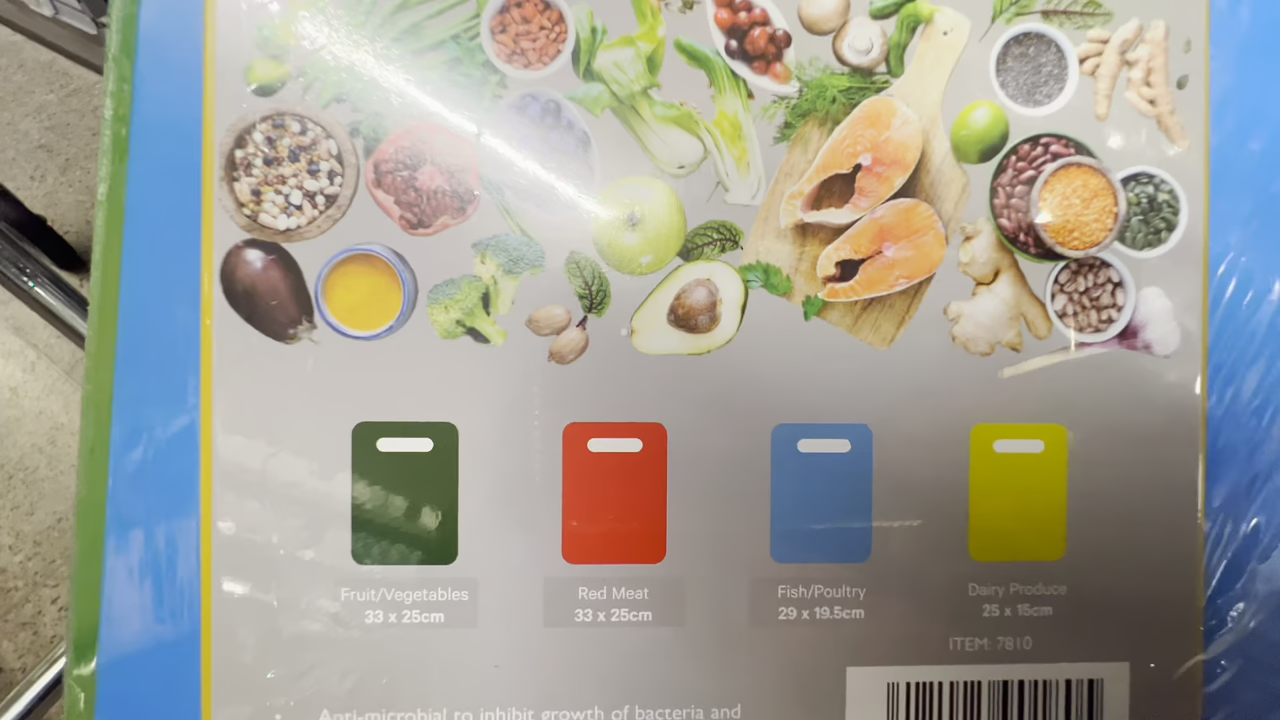 Fruit/Vegetables
33 x 25cm
Red Meat
33 x 25cm
Fish/Poultry
29 x 19.5cm
Dairy Produce
25 x 15cm
ITEM: 7810
Anti-microbial to inhibit growth of bacteria and